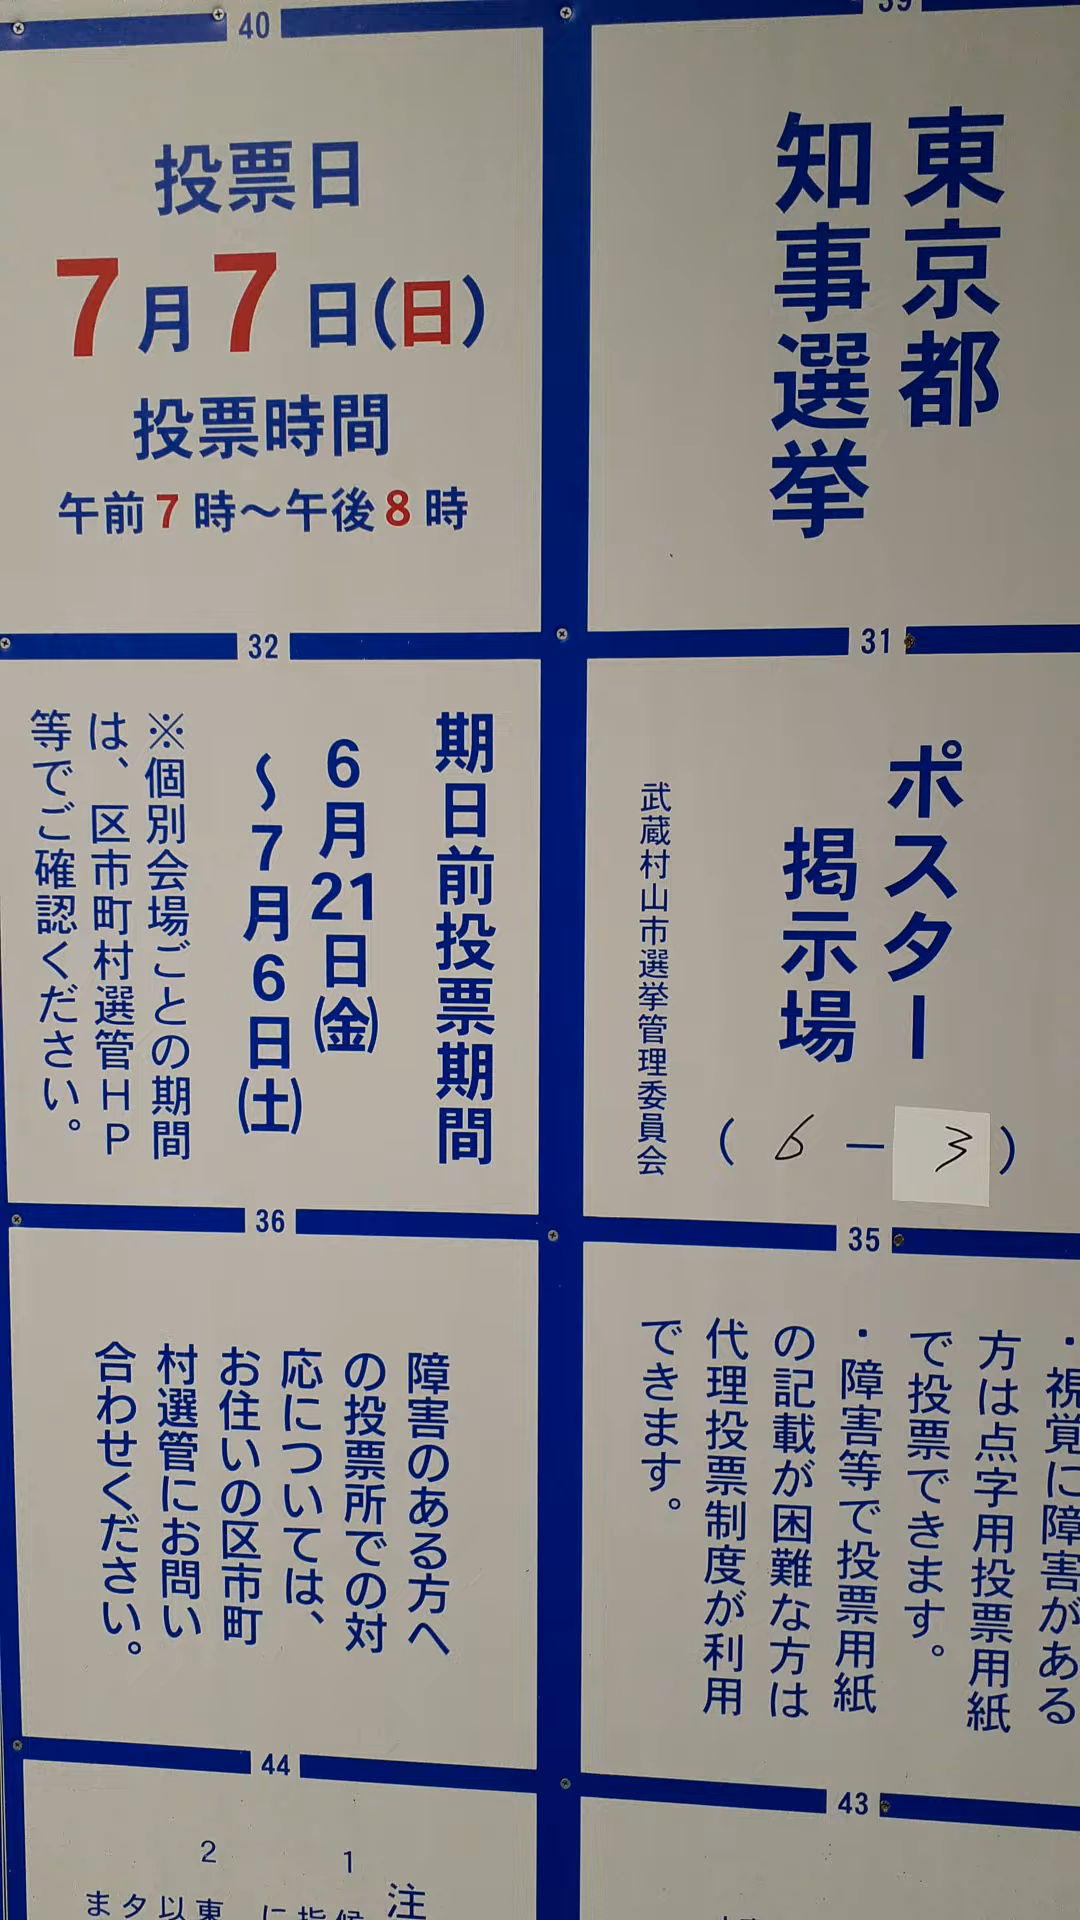 39
東京都
知事選挙
40
投票日
7月7日(日)
投票時間
午前7時～午後8時
31
ポスター
掲示場
(6－3)
武蔵村山市選挙管理委員会
32
期日前投票期間
6月21日(金)
～7月6日(土)
※個別会場ごとの期間
は、区市町村選管HP
等でご確認ください。
35
・視覚に障害がある
方は点字用投票用紙
で投票できます。
・障害等で投票用紙
の記載が困難な方は
代理投票制度が利用
できます。
36
障害のある方へ
の投票所での対
応については、
お住いの区市町
村選管にお問い
合わせください。
43
44
注
1
2
東
以
タ
ま